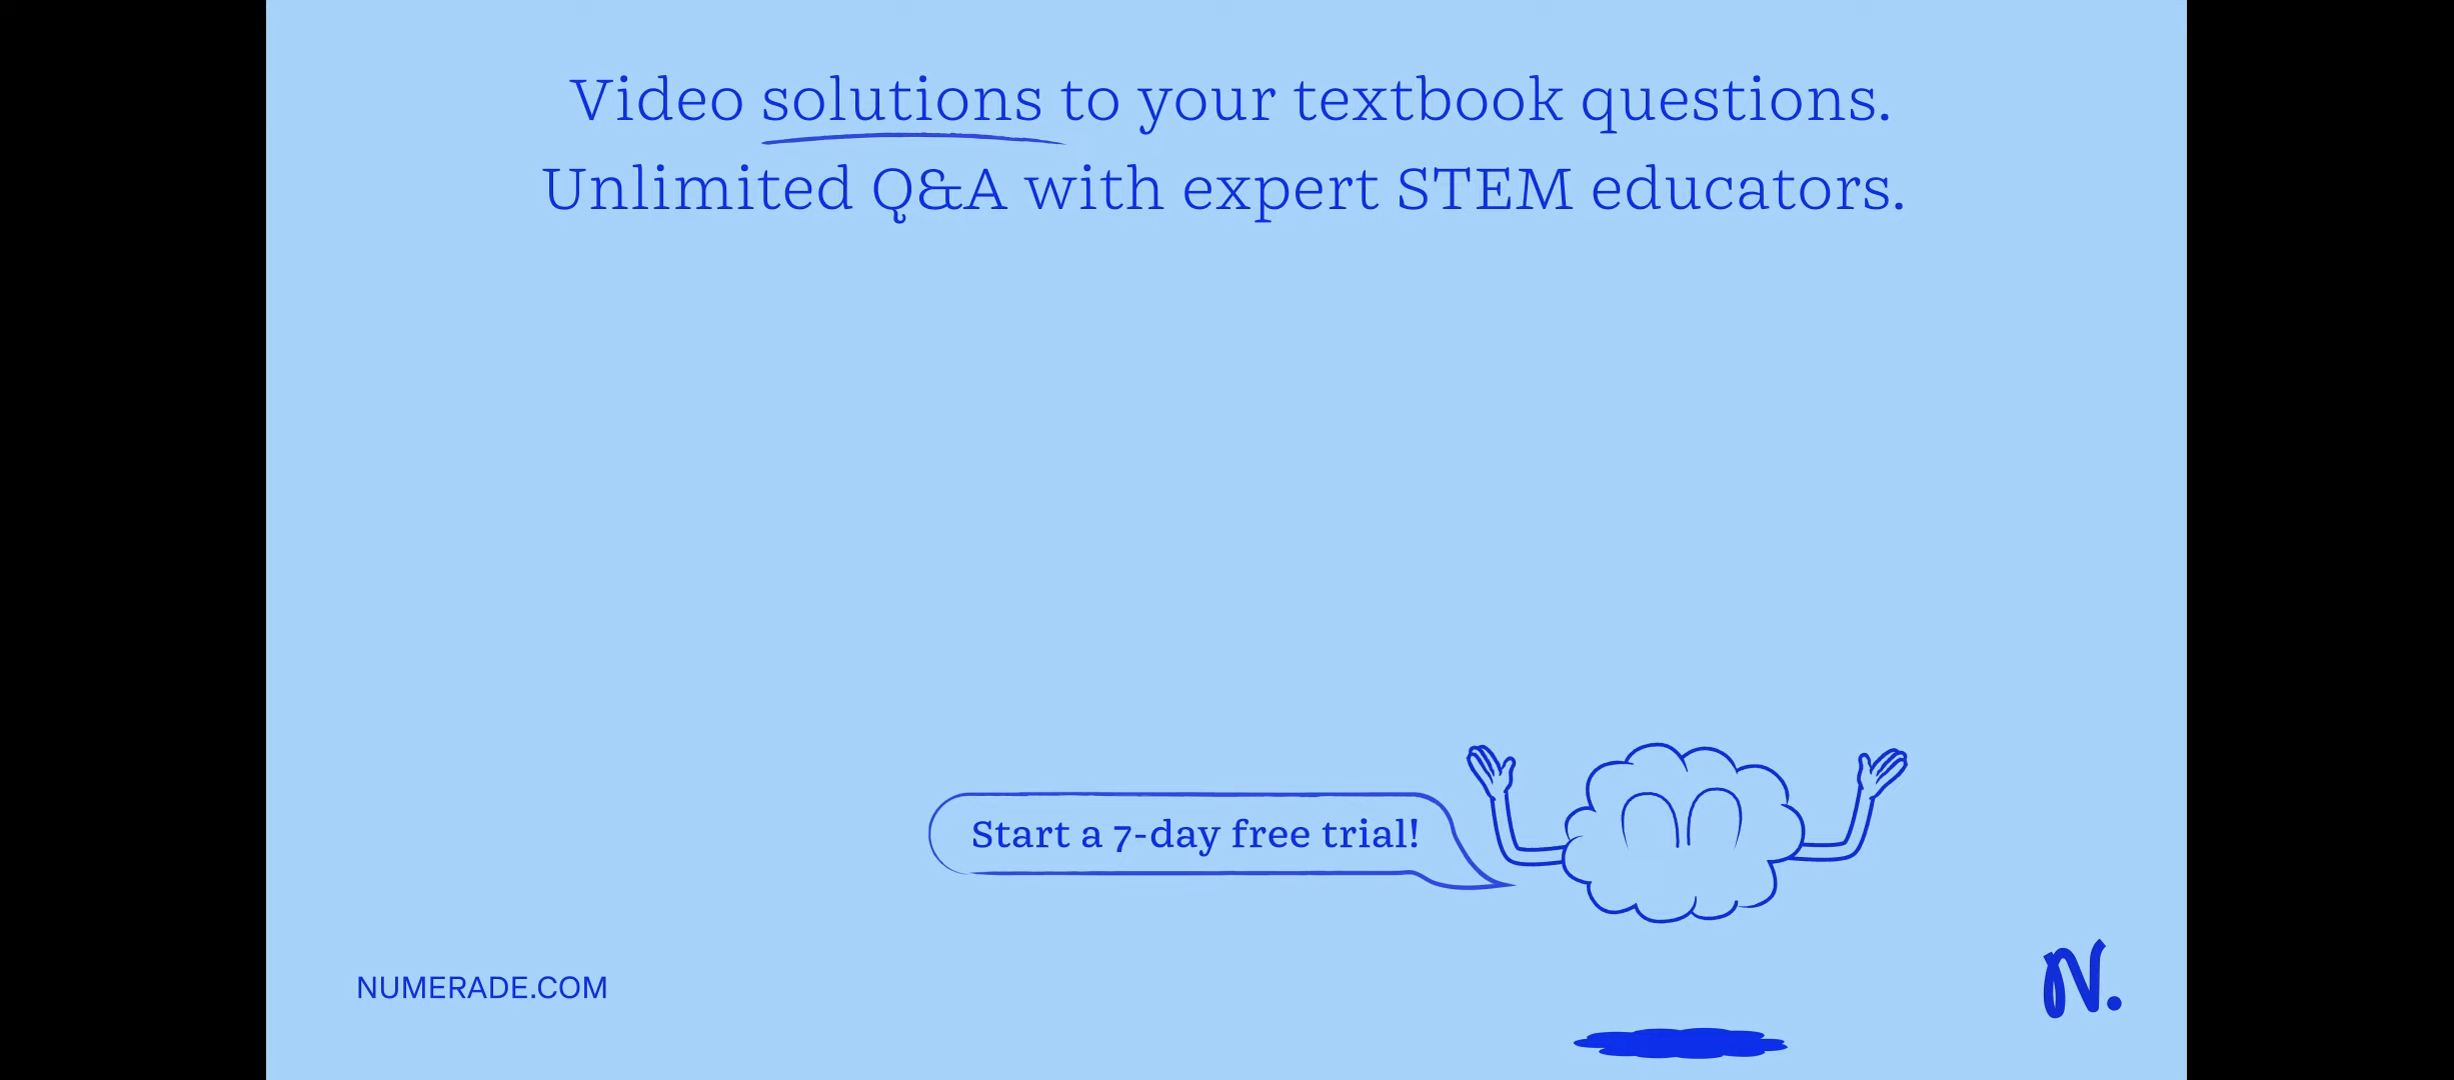 Video solutions to your textbook questions.
Unlimited Q&A with expert STEM educators.
Start a 7-day free trial!
NUMERADE.COM
N.